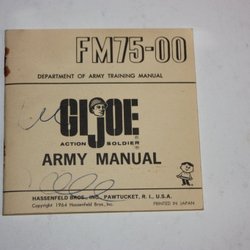 FM75-00
DEPARTMENT OF ARMY TRAINING MANUAL
GI JOE
ACTION SOLDIER
ARMY MANUAL
HASSENFELD BROS., INC., PAWTUCKET, R. I., U.S.A.
Copyright 1964 Hassenfeld Bros., Inc.
PRINTED IN JAPAN